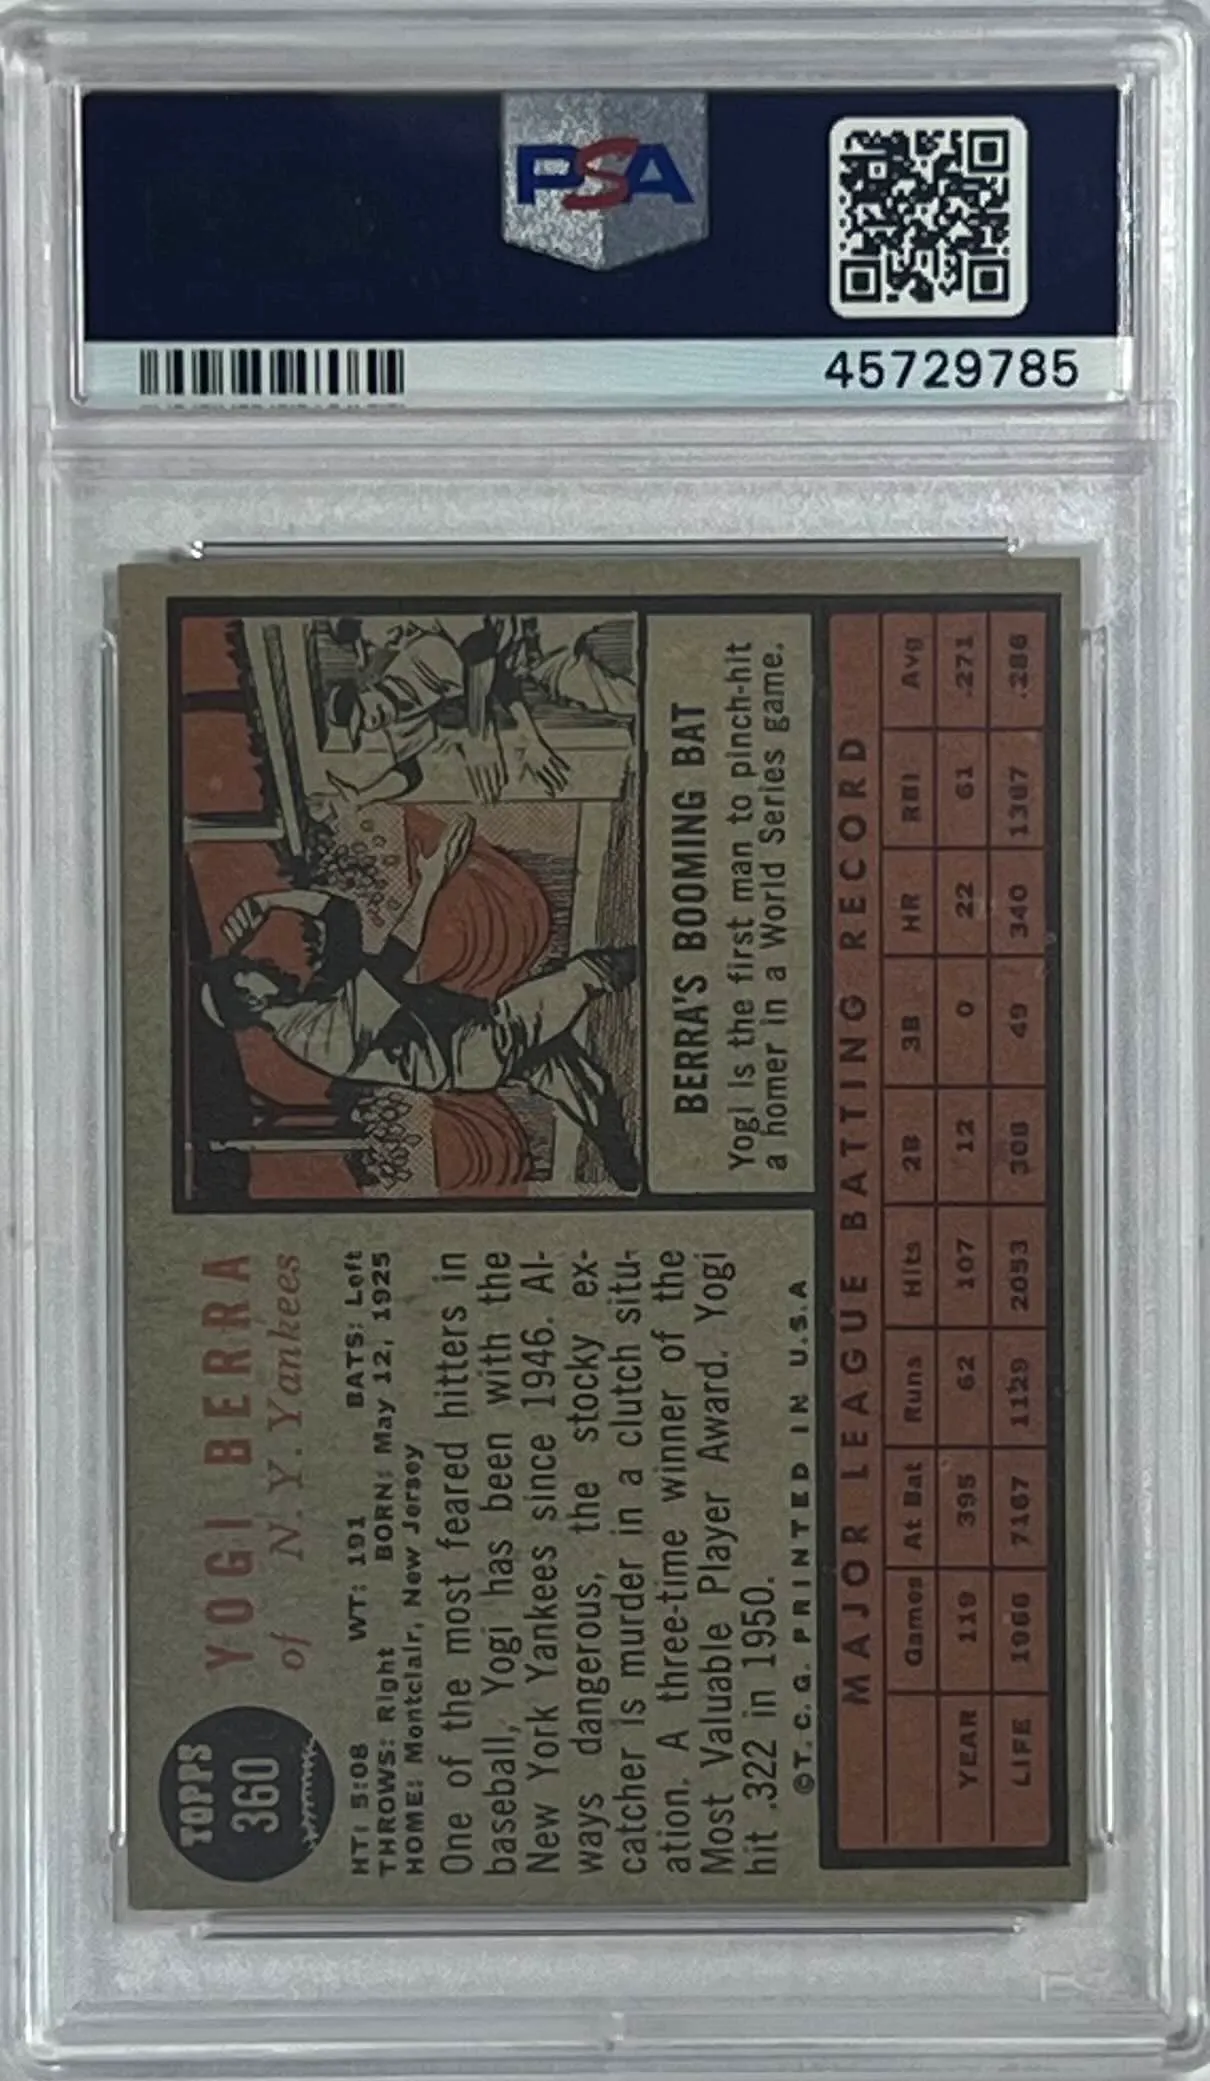 PSA
45729785
TOPPS
360
YOGI BERRA
of N. Y. Yankees
HT: 5:08 WT: 191 BATS: Left
THROWS: Right BORN: May 12, 1925
HOME: Montclair, New Jersey
One of the most feared hitters in
baseball, Yogi has been with the
New York Yankees since 1946. Al-
ways dangerous, the stocky ex-
catcher is murder in a clutch situ-
ation. A three-time winner of the
Most Valuable Player Award. Yogi
hit .322 in 1950.
©T. C. G. PRINTED IN U.S.A
BERRA'S BOOMING BAT
Yogi is the first man to pinch-hit
a homer in a World Series game.
MAJOR LEAGUE BATTING RECORD
Games At Bat Runs Hits 2B 3B HR RBI Avg
YEAR 119 395 62 107 12 0 22 61 .271
LIFE 1966 7167 1129 2053 308 49 340 1367 .286